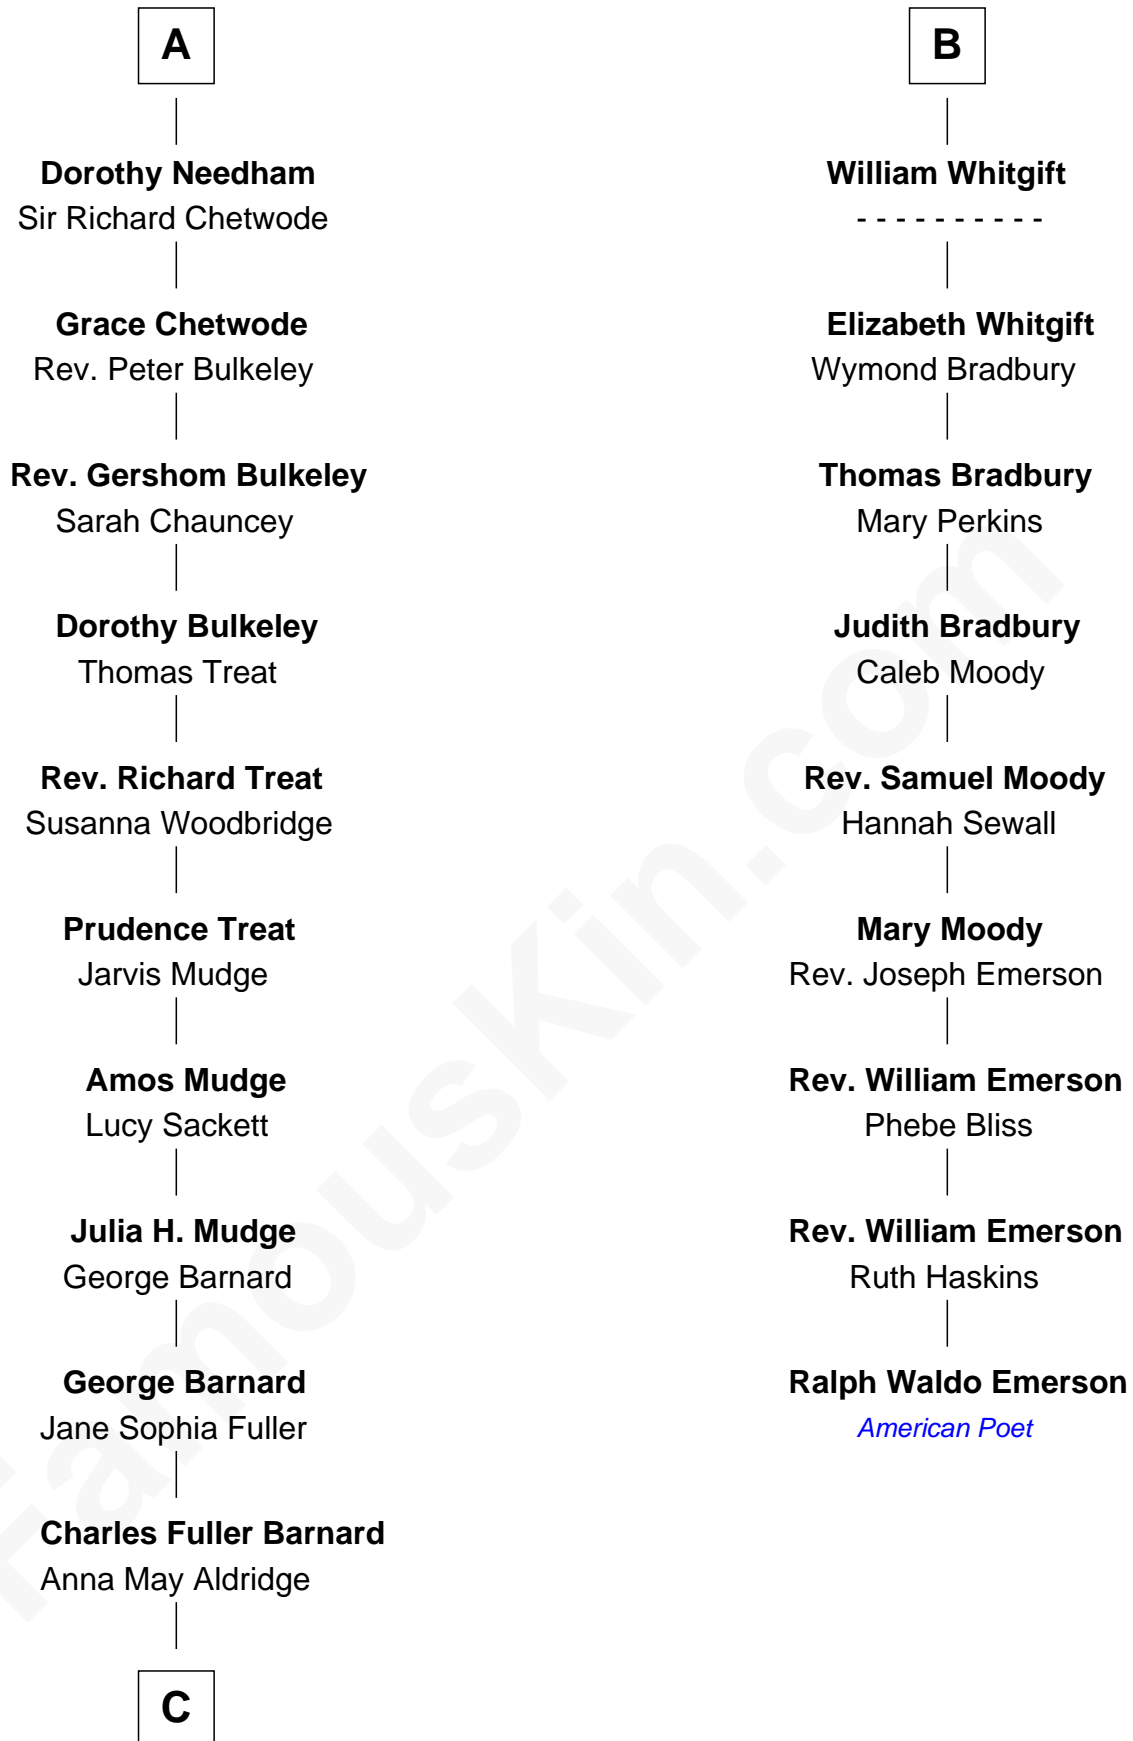 A
Dorothy Needham
Sir Richard Chetwode
Grace Chetwode
Rev. Peter Bulkeley
Rev. Gershom Bulkeley
Sarah Chauncey
Dorothy Bulkeley
Thomas Treat
Rev. Richard Treat
Susanna Woodbridge
Prudence Treat
Jarvis Mudge
Amos Mudge
Lucy Sackett
Julia H. Mudge
George Barnard
George Barnard
Jane Sophia Fuller
Charles Fuller Barnard
Anna May Aldridge
C
B
William Whitgift
- - - - - - - - - -
Elizabeth Whitgift
Wymond Bradbury
Thomas Bradbury
Mary Perkins
Judith Bradbury
Caleb Moody
Rev. Samuel Moody
Hannah Sewall
Mary Moody
Rev. Joseph Emerson
Rev. William Emerson
Phebe Bliss
Rev. William Emerson
Ruth Haskins
Ralph Waldo Emerson
American Poet
FamousKin.com